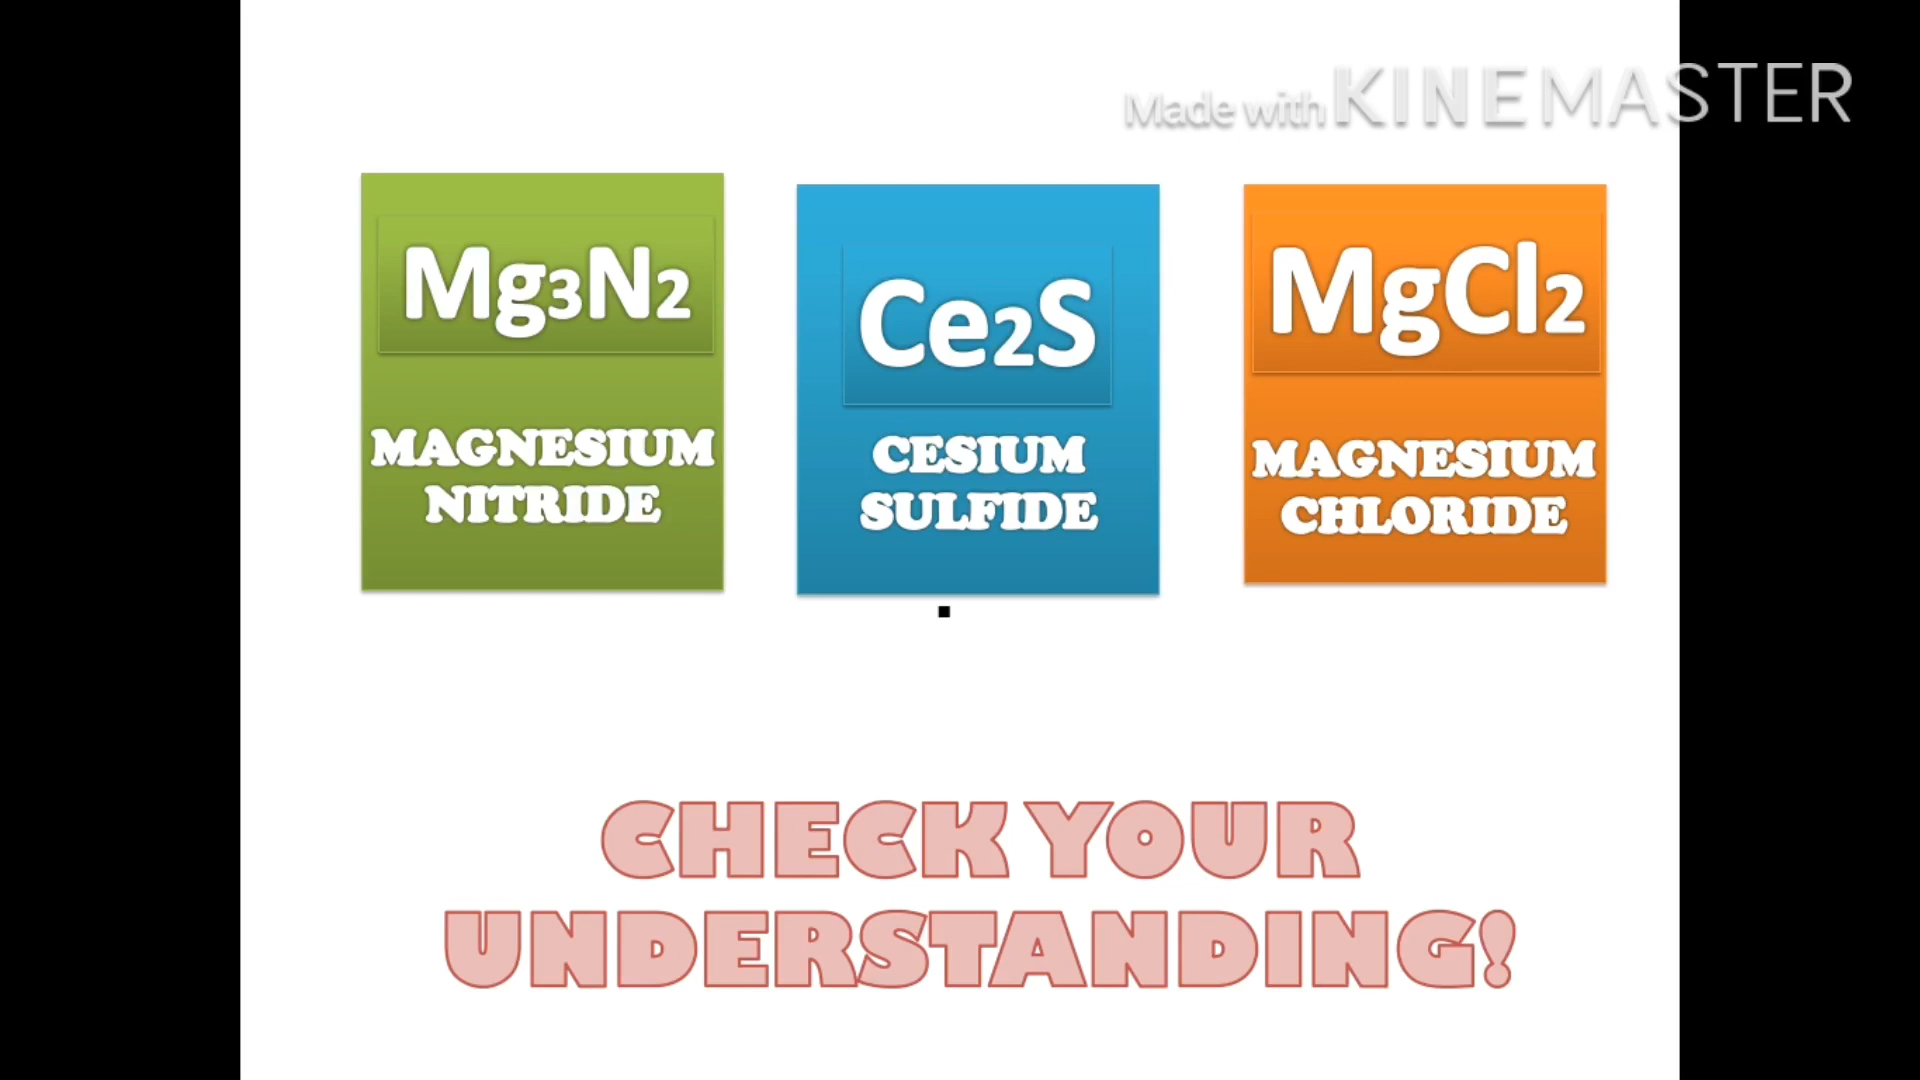 Made with KINEMASTER
Mg3N2
MAGNESIUM
NITRIDE
Ce2S
CESIUM
SULFIDE
MgCl2
MAGNESIUM
CHLORIDE
CHECK YOUR
UNDERSTANDING!